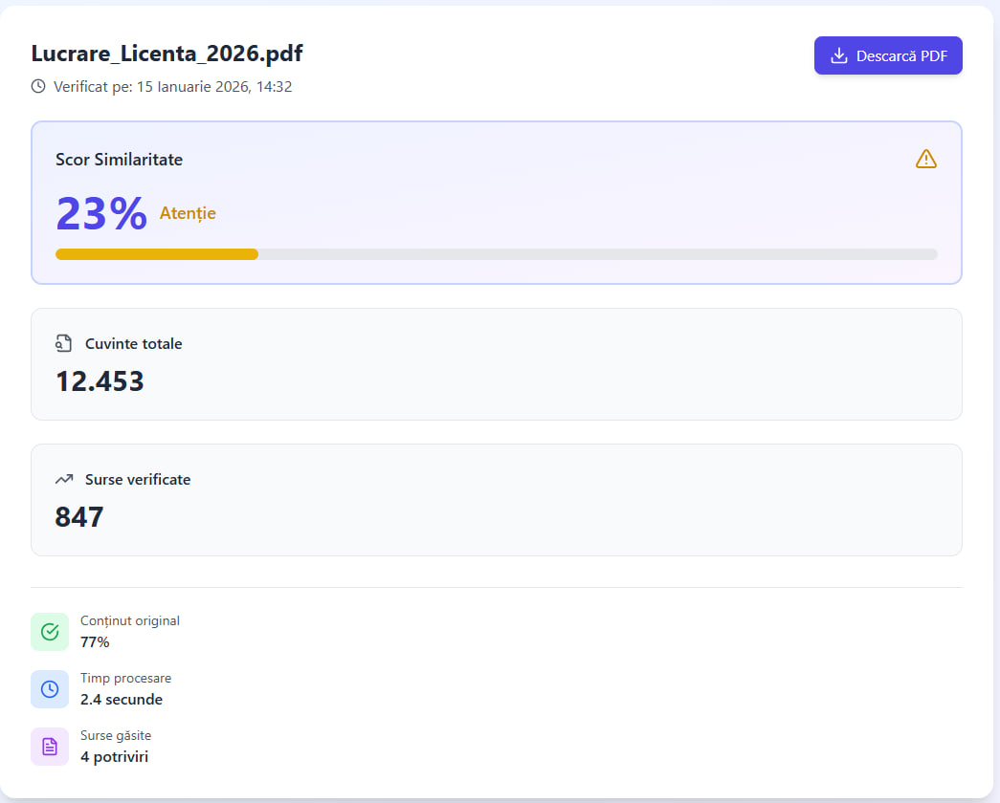 Lucrare_Licenta_2026.pdf
Descarcă PDF
Verificat pe: 15 Ianuarie 2026, 14:32
Scor Similaritate
23% Atenție
Cuvinte totale
12.453
Surse verificate
847
Conținut original
77%
Timp procesare
2.4 secunde
Surse găsite
4 potriviri